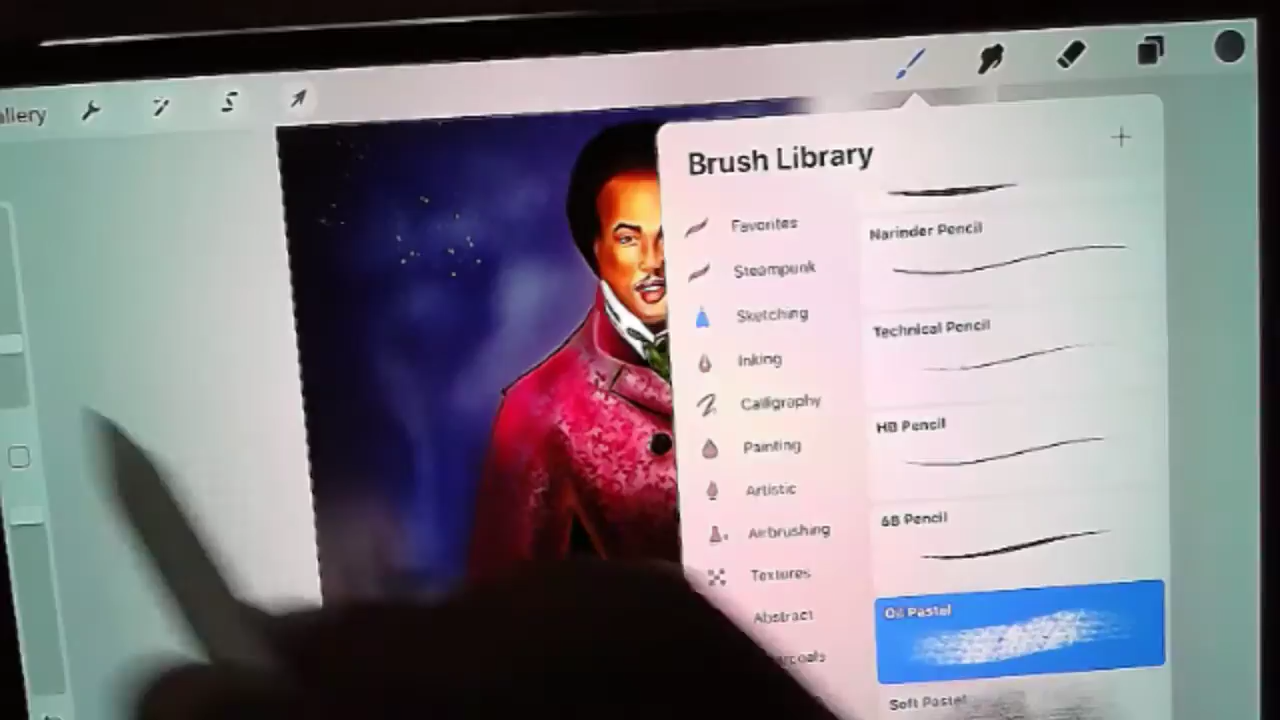 allery
Brush Library
Favorites
Steampunk
Sketching
Inking
Calligraphy
Painting
Artistic
Airbrushing
Textures
Abstract
Narinder Pencil
Technical Pencil
HB Pencil
6B Pencil
Oil Pastel
Soft Pastel